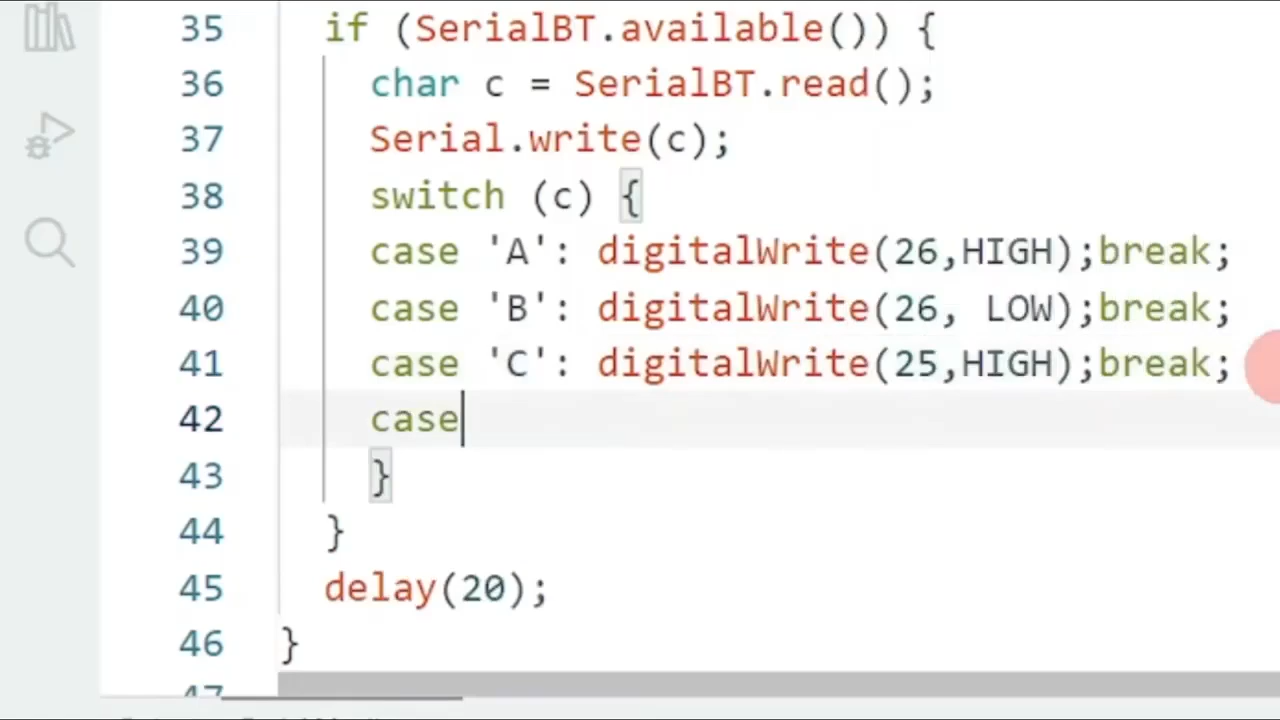 35 if (SerialBT.available()) {
36 char c = SerialBT.read();
37 Serial.write(c);
38 switch (c) {
39 case 'A': digitalWrite(26,HIGH);break;
40 case 'B': digitalWrite(26, LOW);break;
41 case 'C': digitalWrite(25,HIGH);break;
42 case
43 }
44 }
45 delay(20);
46 }
47